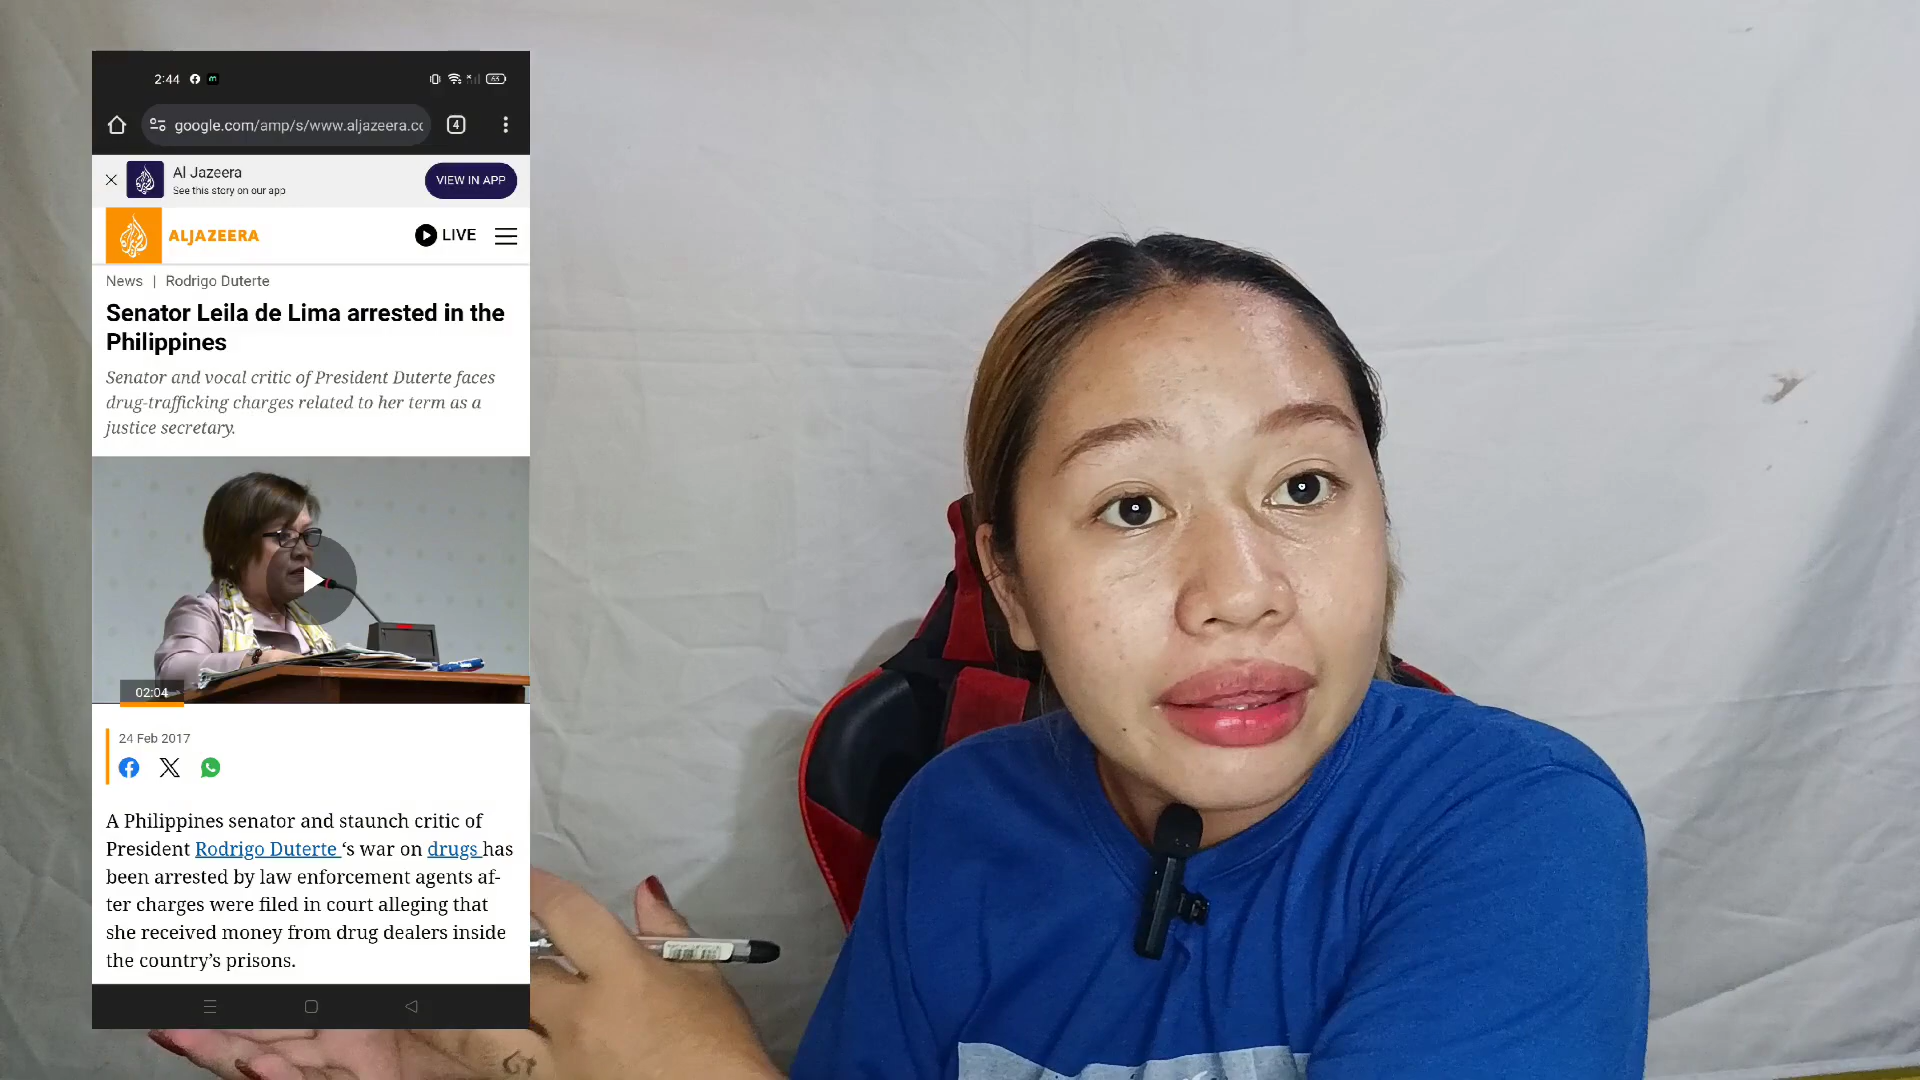 2:44
63
google.com/amp/s/www.aljazeera.cc
4
Al Jazeera
See this story on our app
VIEW IN APP
ALJAZEERA
LIVE
News | Rodrigo Duterte
Senator Leila de Lima arrested in the
Philippines
Senator and vocal critic of President Duterte faces
drug-trafficking charges related to her term as a
justice secretary.
02:04
24 Feb 2017
A Philippines senator and staunch critic of
President Rodrigo Duterte ‘s war on drugs has
been arrested by law enforcement agents af-
ter charges were filed in court alleging that
she received money from drug dealers inside
the country’s prisons.